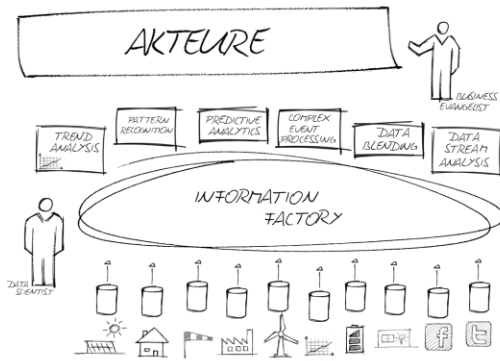 AKTEURE
BUSINESS
EVANGELIST
TREND
ANALYSIS
PATTERN
RECOGNITION
PREDICTIVE
ANALYTICS
COMPLEX
EVENT
PROCESSING
DATA
BLENDING
DATA
STREAM
ANALYSIS
INFORMATION
FACTORY
DATA
SCIENTIST
f
t